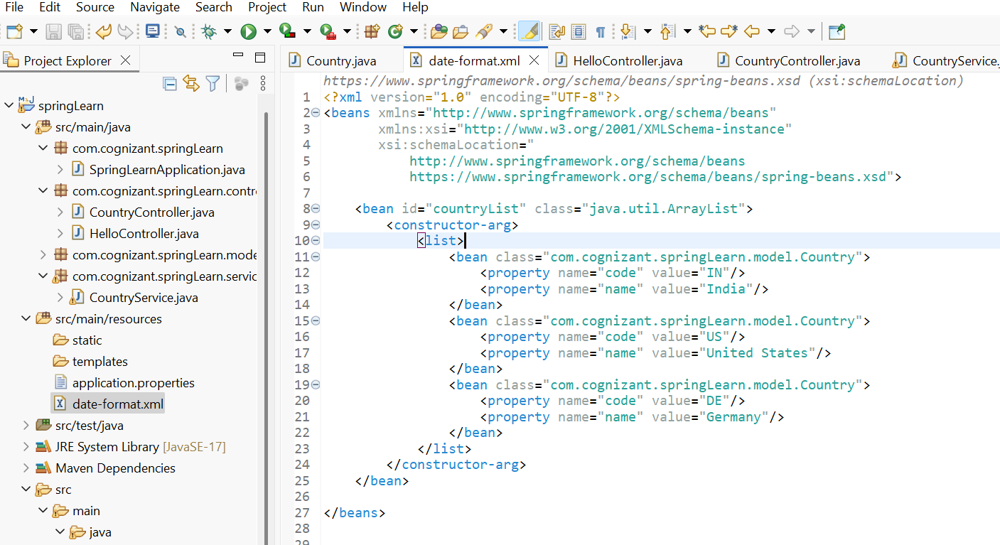 File Edit Source Navigate Search Project Run Window Help
Project Explorer
springLearn
src/main/java
com.cognizant.springLearn
SpringLearnApplication.java
com.cognizant.springLearn.contr
CountryController.java
HelloController.java
com.cognizant.springLearn.mode
com.cognizant.springLearn.servic
CountryService.java
src/main/resources
static
templates
application.properties
date-format.xml
src/test/java
JRE System Library [JavaSE-17]
Maven Dependencies
src
main
java
Country.java date-format.xml HelloController.java CountryController.java CountryService.
https://www.springframework.org/schema/beans/spring-beans.xsd (xsi:schemaLocation)
1 <?xml version="1.0" encoding="UTF-8"?>
2 <beans xmlns="http://www.springframework.org/schema/beans"
3 xmlns:xsi="http://www.w3.org/2001/XMLSchema-instance"
4 xsi:schemaLocation="
5 http://www.springframework.org/schema/beans
6 https://www.springframework.org/schema/beans/spring-beans.xsd">
7
8 <bean id="countryList" class="java.util.ArrayList">
9 <constructor-arg>
10 <list>
11 <bean class="com.cognizant.springLearn.model.Country">
12 <property name="code" value="IN"/>
13 <property name="name" value="India"/>
14 </bean>
15 <bean class="com.cognizant.springLearn.model.Country">
16 <property name="code" value="US"/>
17 <property name="name" value="United States"/>
18 </bean>
19 <bean class="com.cognizant.springLearn.model.Country">
20 <property name="code" value="DE"/>
21 <property name="name" value="Germany"/>
22 </bean>
23 </list>
24 </constructor-arg>
25 </bean>
26
27 </beans>
28
29